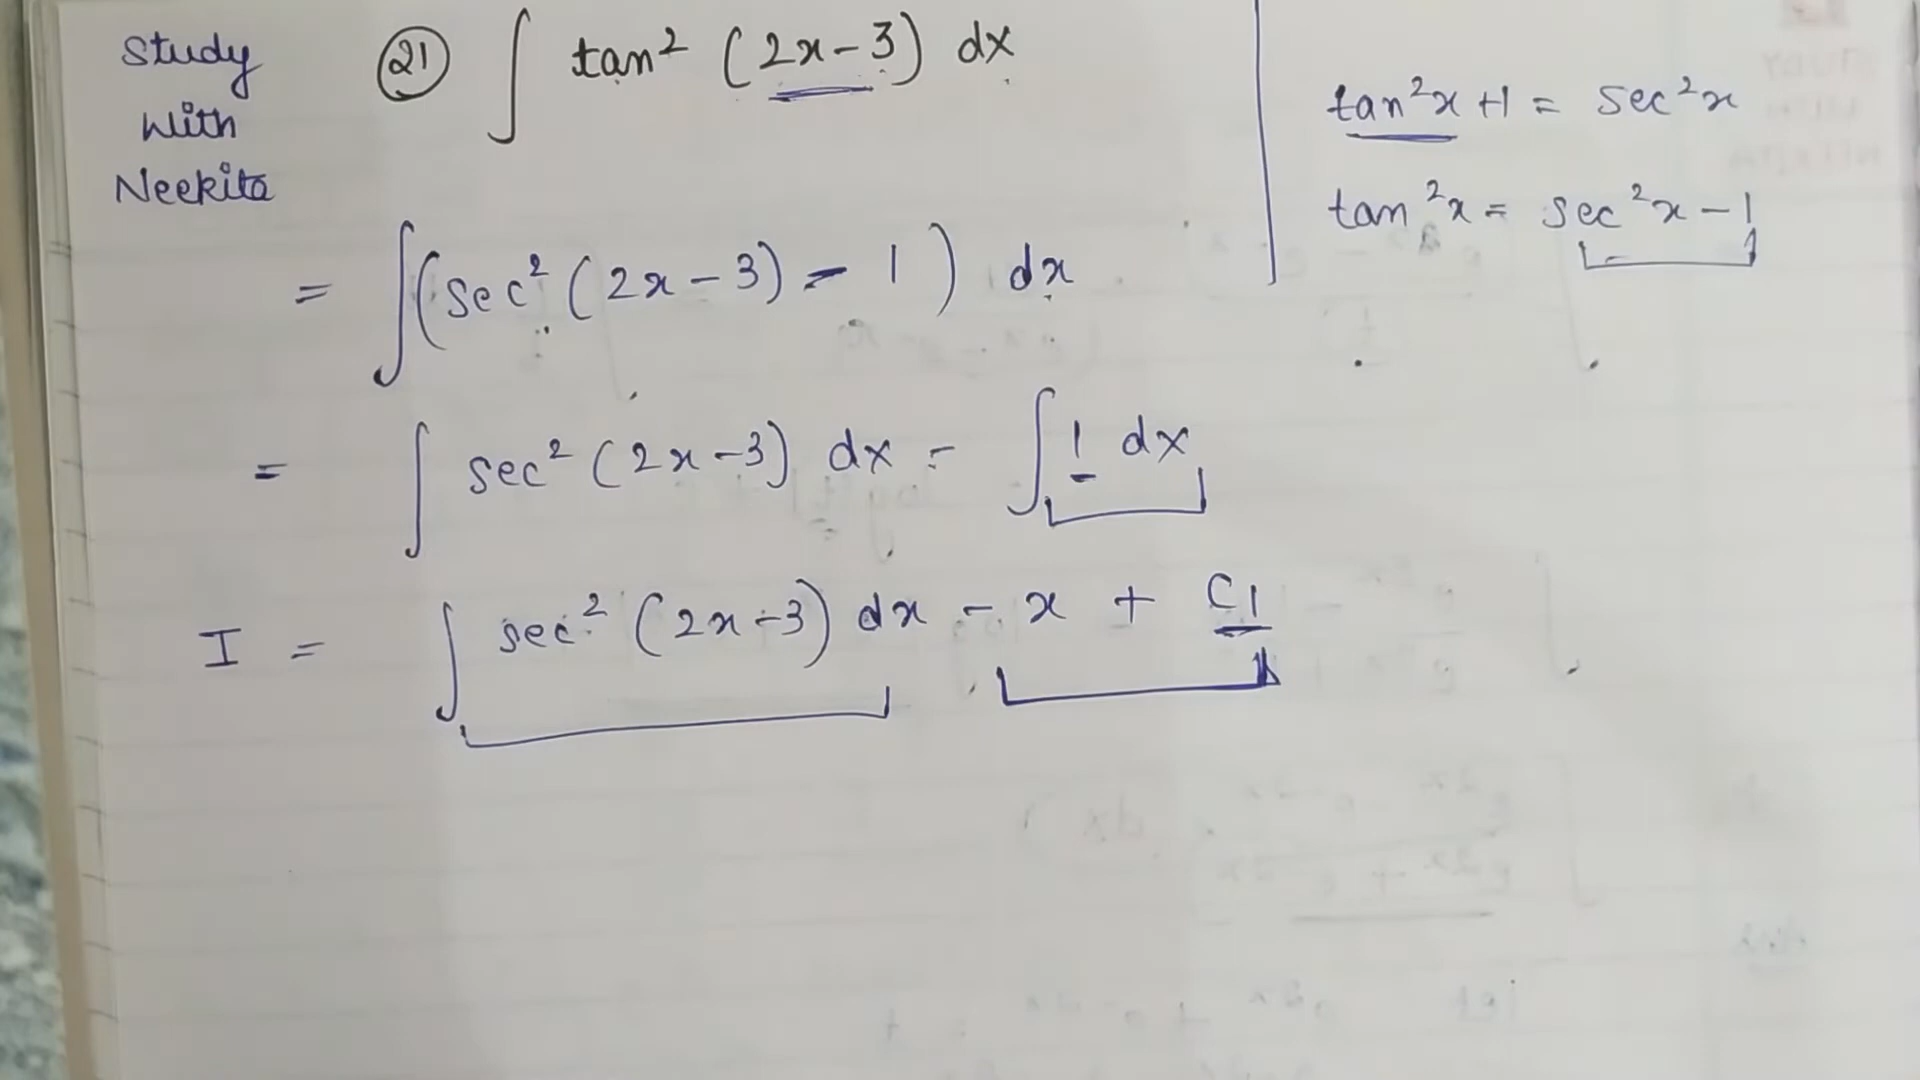 Study
With
Neekita
(21) ∫ tan² (2x-3) dx
tan²x +1 = sec²x
tan²x = sec²x - 1
= ∫(sec² (2x-3) - 1) dx
= ∫ sec² (2x-3) dx - ∫1 dx
I = ∫ sec² (2x-3) dx - x + C1